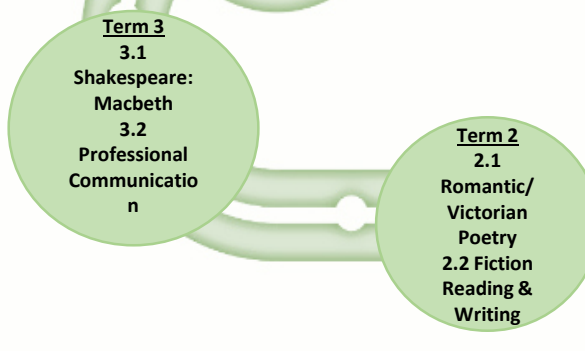 Term 3
3.1
Shakespeare:
Macbeth
3.2
Professional
Communicatio
n
Term 2
2.1
Romantic/
Victorian
Poetry
2.2 Fiction
Reading &
Writing